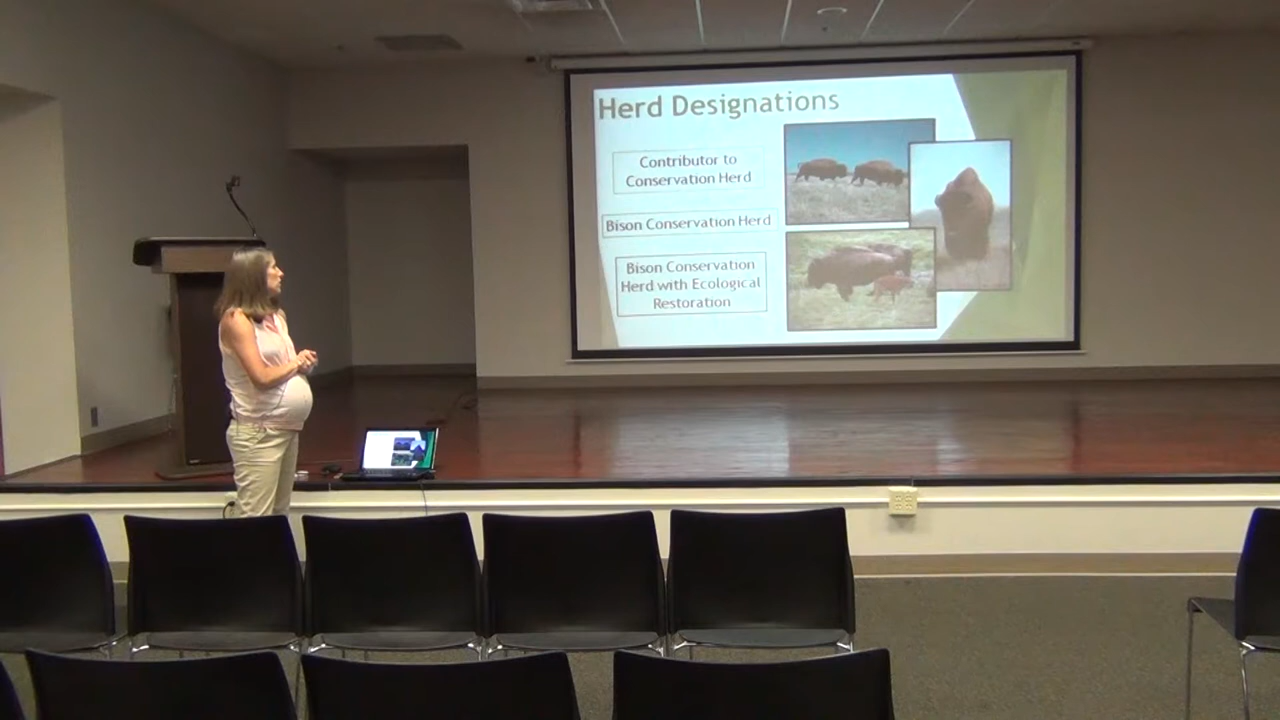 Herd Designations
Contributor to
Conservation Herd
Bison Conservation Herd
Bison Conservation
Herd with Ecological
Restoration